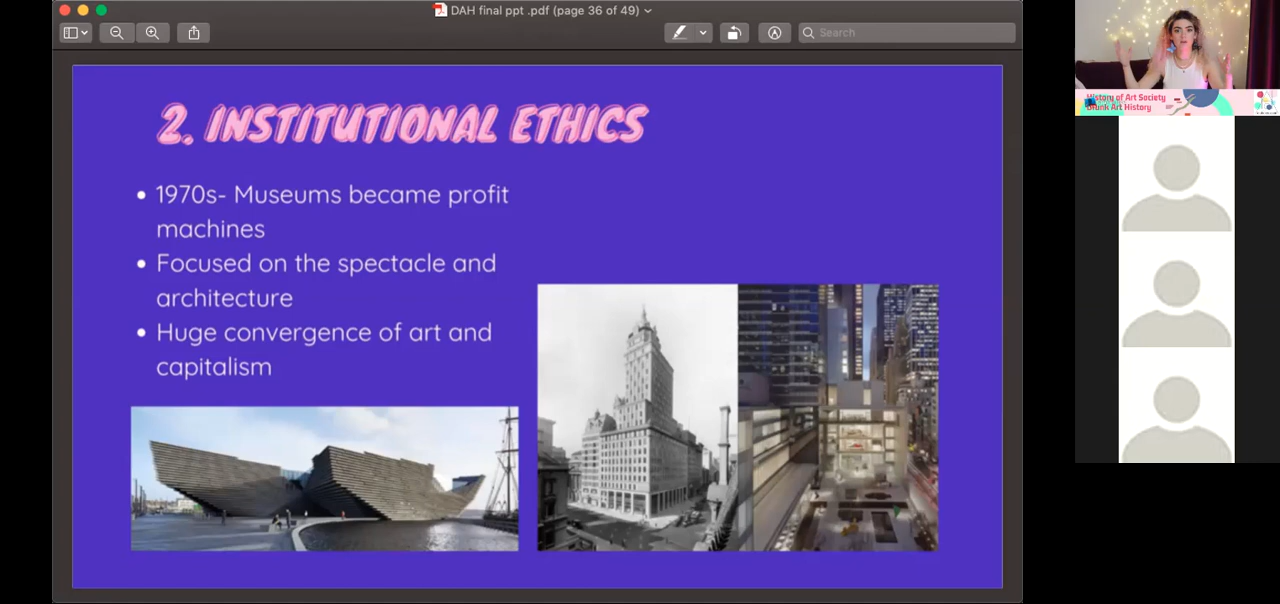 DAH final ppt .pdf (page 36 of 49)
Search
2. INSTITUTIONAL ETHICS
1970s- Museums became profit
machines
Focused on the spectacle and
architecture
Huge convergence of art and
capitalism
History of Art Society
Drunk Art History